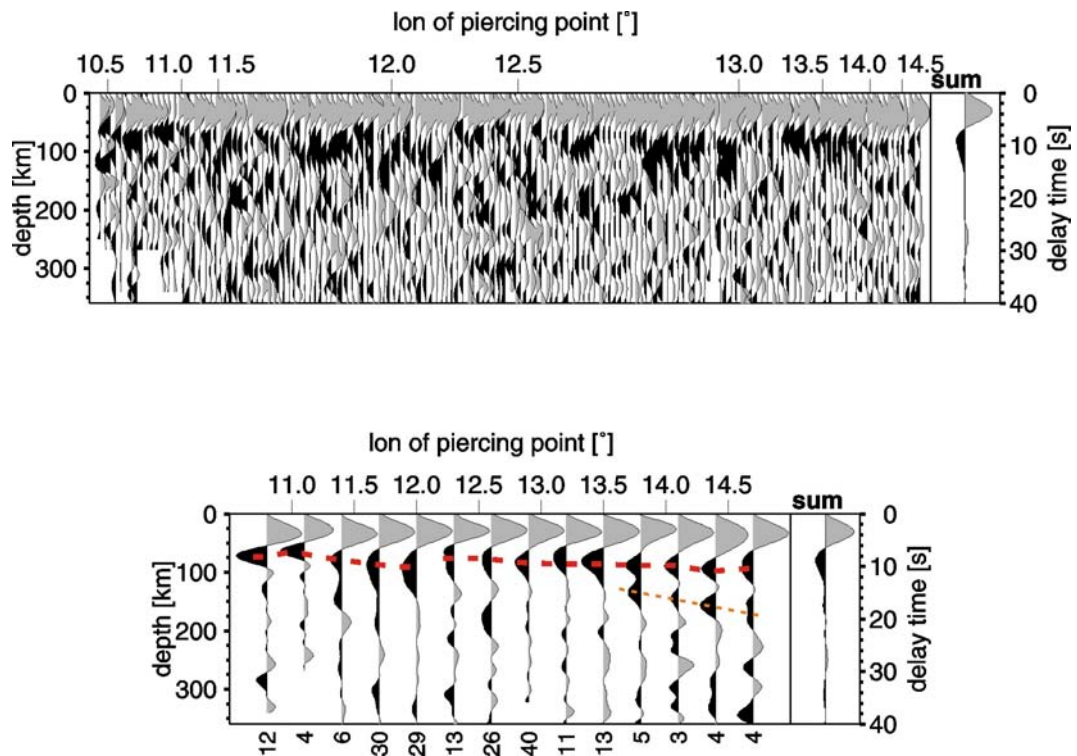 lon of piercing point [°]
10.5 11.0 11.5 12.0 12.5 13.0 13.5 14.0 14.5
sum
0 0
100 10
200 20
300 30
40
depth [km]
delay time [s]
lon of piercing point [°]
11.0 11.5 12.0 12.5 13.0 13.5 14.0 14.5
sum
0 0
100 10
200 20
300 30
40
depth [km]
delay time [s]
12 4 6 30 29 13 26 40 11 13 5 3 4 4